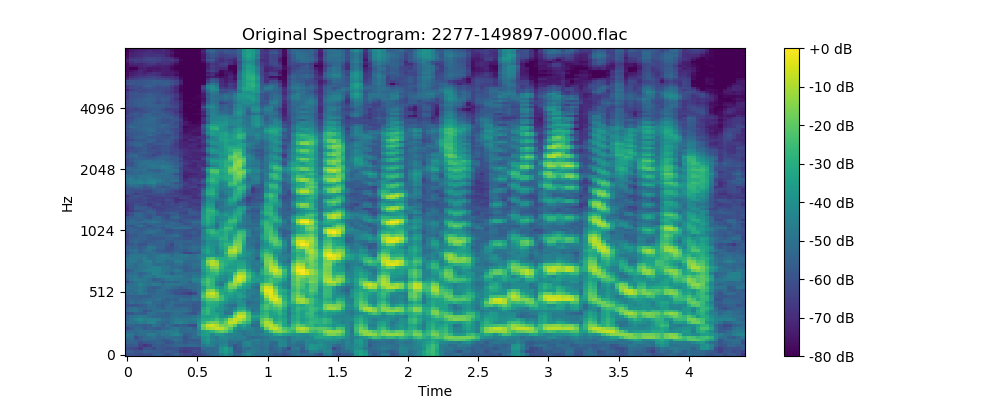 Original Spectrogram: 2277-149897-0000.flac
Hz
4096
2048
1024
512
0
0 0.5 1 1.5 2 2.5 3 3.5 4
Time
+0 dB
-10 dB
-20 dB
-30 dB
-40 dB
-50 dB
-60 dB
-70 dB
-80 dB